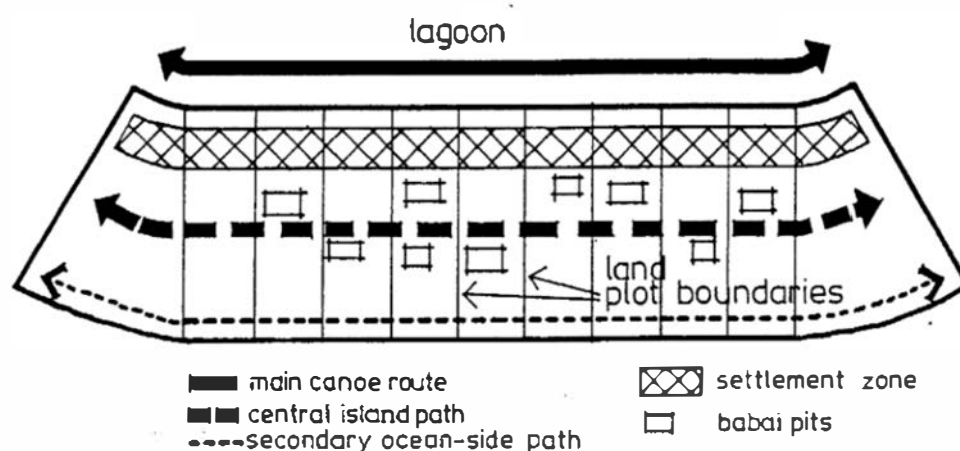 lagoon
land
plot boundaries
main canoe route
central island path
secondary ocean-side path
settlement zone
babai pits